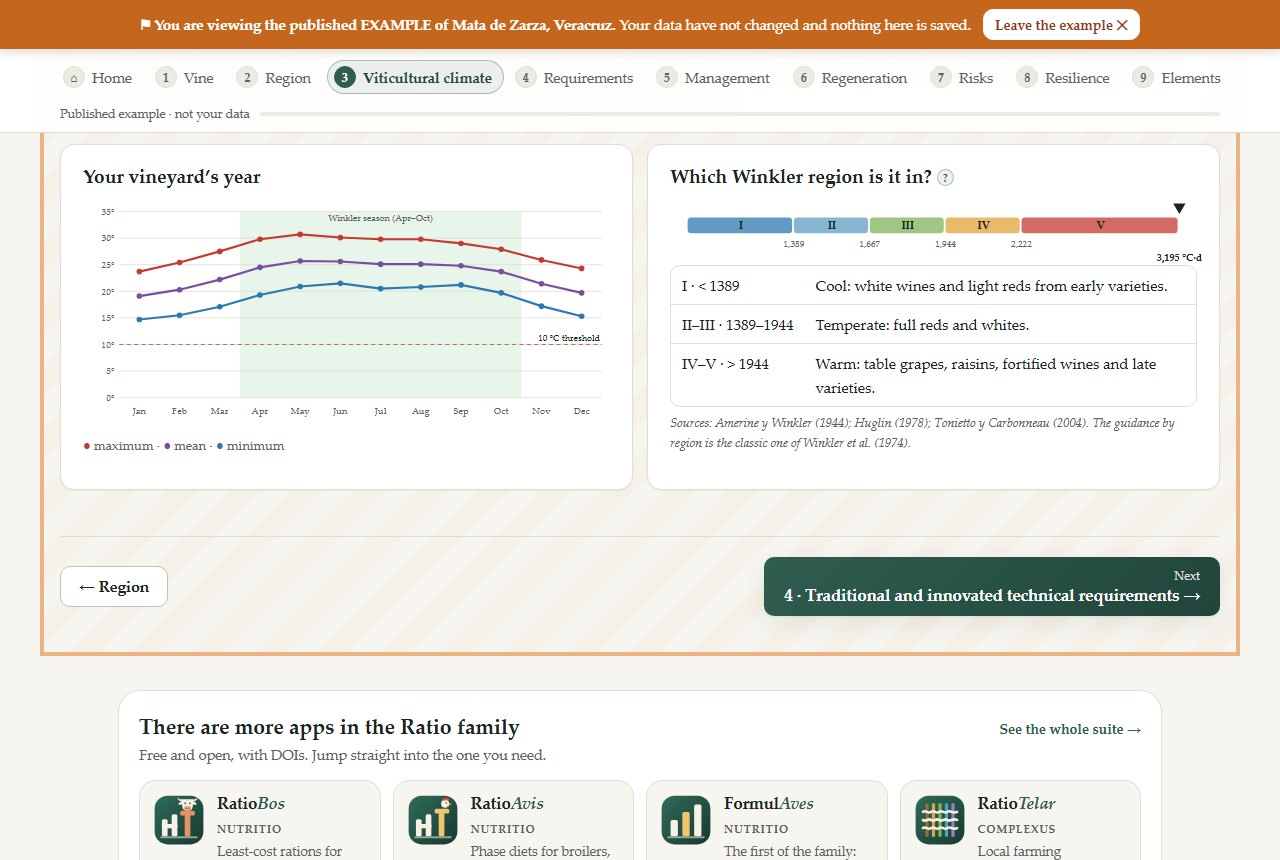 ⚑ You are viewing the published EXAMPLE of Mata de Zarza, Veracruz. Your data have not changed and nothing here is saved.
Leave the example ✕
⌂ Home
1 Vine
2 Region
3 Viticultural climate
4 Requirements
5 Management
6 Regeneration
7 Risks
8 Resilience
9 Elements
Published example · not your data
Your vineyard’s year
35°
30°
25°
20°
15°
10°
5°
0°
Winkler season (Apr–Oct)
10 °C threshold
Jan Feb Mar Apr May Jun Jul Aug Sep Oct Nov Dec
● maximum · ● mean · ● minimum
Which Winkler region is it in? ?
▼
I II III IV V
1,389 1,667 1,944 2,222
3,195 °C·d
I · < 1389 Cool: white wines and light reds from early varieties.
II–III · 1389–1944 Temperate: full reds and whites.
IV–V · > 1944 Warm: table grapes, raisins, fortified wines and late
varieties.
Sources: Amerine y Winkler (1944); Huglin (1978); Tonietto y Carbonneau (2004). The guidance by
region is the classic one of Winkler et al. (1974).
← Region
Next
4 · Traditional and innovated technical requirements →
There are more apps in the Ratio family
See the whole suite →
Free and open, with DOIs. Jump straight into the one you need.
RatioBos
NUTRITIO
Least-cost rations for
RatioAvis
NUTRITIO
Phase diets for broilers,
FormulAves
NUTRITIO
The first of the family:
RatioTelar
COMPLEXUS
Local farming